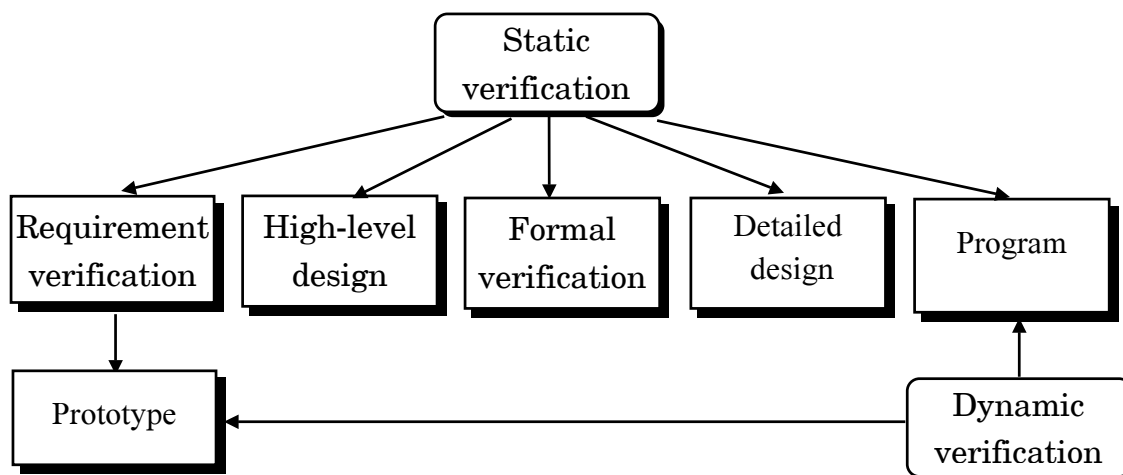 Static
verification
Requirement
verification
High-level
design
Formal
verification
Detailed
design
Program
Prototype
Dynamic
verification